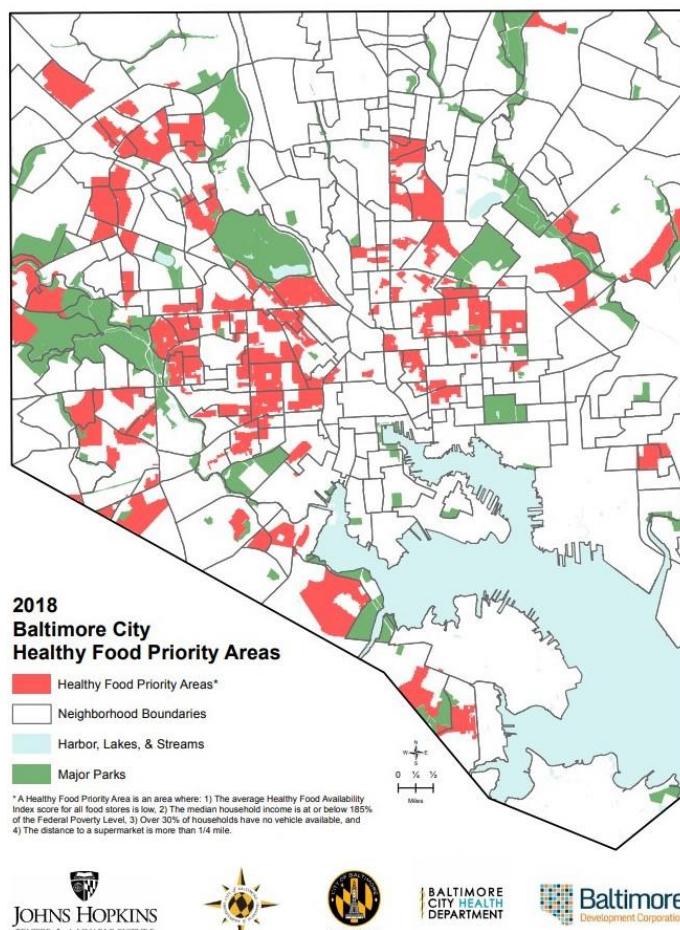 2018
Baltimore City
Healthy Food Priority Areas
Healthy Food Priority Areas*
Neighborhood Boundaries
Harbor, Lakes, & Streams
Major Parks
* A Healthy Food Priority Area is an area where: 1) The average Healthy Food Availability
Index score for all food stores is low, 2) The median household income is at or below 185%
of the Federal Poverty Level, 3) Over 30% of households have no vehicle available, and
4) The distance to a supermarket is more than 1/4 mile.
N
W E
S
0 ¼ ½
Miles
JOHNS HOPKINS
BALTIMORE
CITY HEALTH
DEPARTMENT
Baltimore
Development Corporation